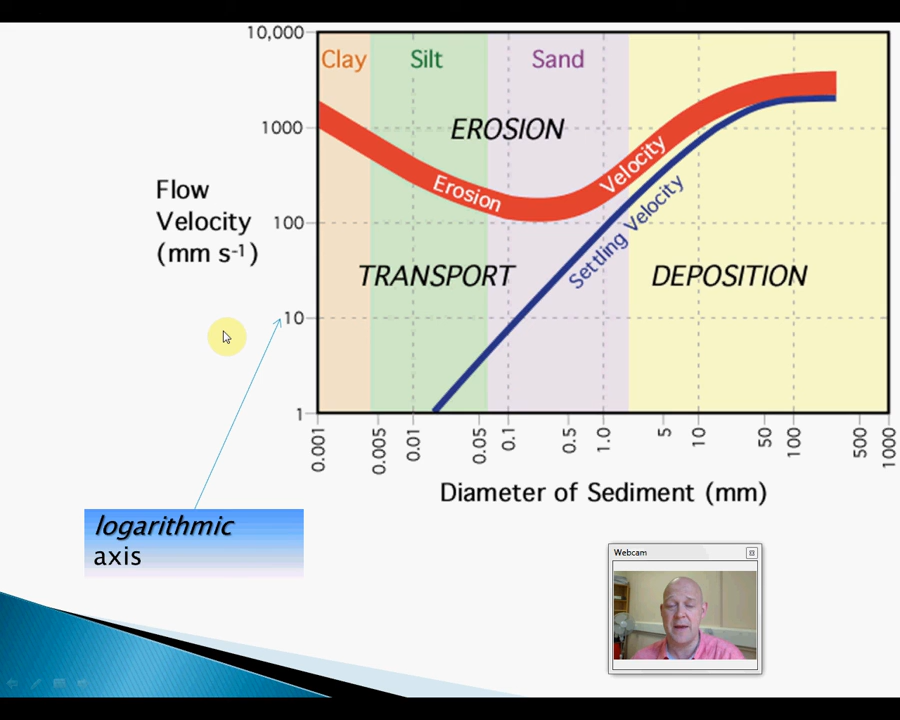 10,000
Clay
Silt
Sand
EROSION
1000
Erosion
Velocity
Flow
Velocity
(mm s-1)
100
Settling Velocity
TRANSPORT
DEPOSITION
10
1
0.001
0.005
0.01
0.05
0.1
0.5
1.0
5
10
50
100
500
1000
Diameter of Sediment (mm)
logarithmic
axis
Webcam